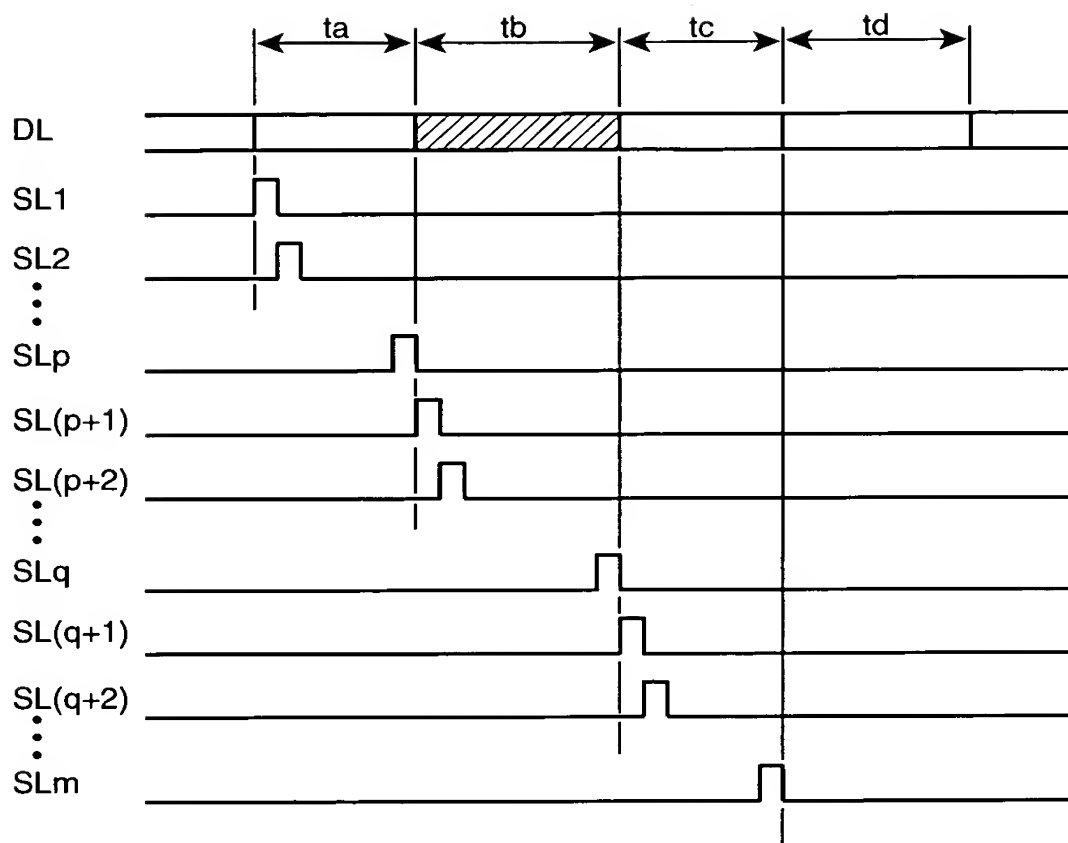 ta tb tc td
DL
SL1
SL2
SLp
SL(p+1)
SL(p+2)
SLq
SL(q+1)
SL(q+2)
SLm